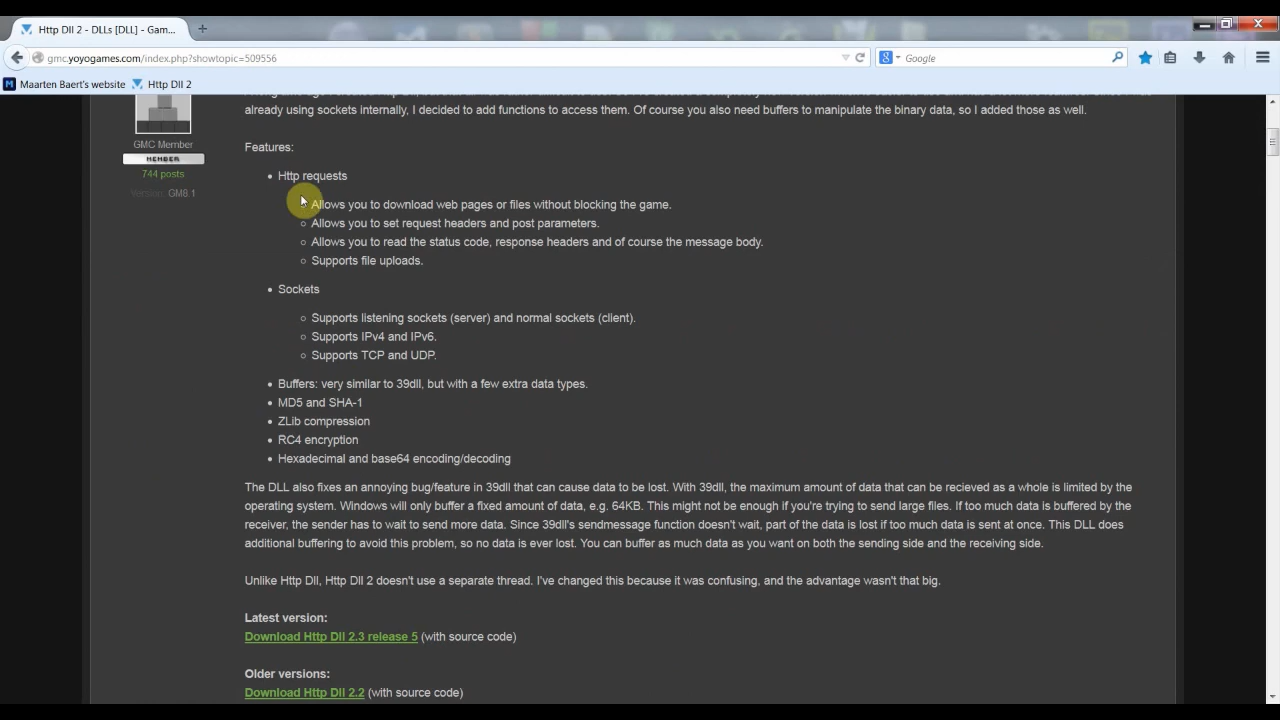 Http Dll 2 - DLLs [DLL] - Gam...
gmc.yoyogames.com/index.php?showtopic=509556
Google
Maarten Baert's website
Http Dll 2
already using sockets internally, I decided to add functions to access them. Of course you also need buffers to manipulate the binary data, so I added those as well.
GMC Member
MEMBER
744 posts
Version: GM8.1
Features:
Http requests
Allows you to download web pages or files without blocking the game.
Allows you to set request headers and post parameters.
Allows you to read the status code, response headers and of course the message body.
Supports file uploads.
Sockets
Supports listening sockets (server) and normal sockets (client).
Supports IPv4 and IPv6.
Supports TCP and UDP.
Buffers: very similar to 39dll, but with a few extra data types.
MD5 and SHA-1
ZLib compression
RC4 encryption
Hexadecimal and base64 encoding/decoding
The DLL also fixes an annoying bug/feature in 39dll that can cause data to be lost. With 39dll, the maximum amount of data that can be recieved as a whole is limited by the
operating system. Windows will only buffer a fixed amount of data, e.g. 64KB. This might not be enough if you're trying to send large files. If too much data is buffered by the
receiver, the sender has to wait to send more data. Since 39dll's sendmessage function doesn't wait, part of the data is lost if too much data is sent at once. This DLL does
additional buffering to avoid this problem, so no data is ever lost. You can buffer as much data as you want on both the sending side and the receiving side.
Unlike Http Dll, Http Dll 2 doesn't use a separate thread. I've changed this because it was confusing, and the advantage wasn't that big.
Latest version:
Download Http Dll 2.3 release 5 (with source code)
Older versions:
Download Http Dll 2.2 (with source code)